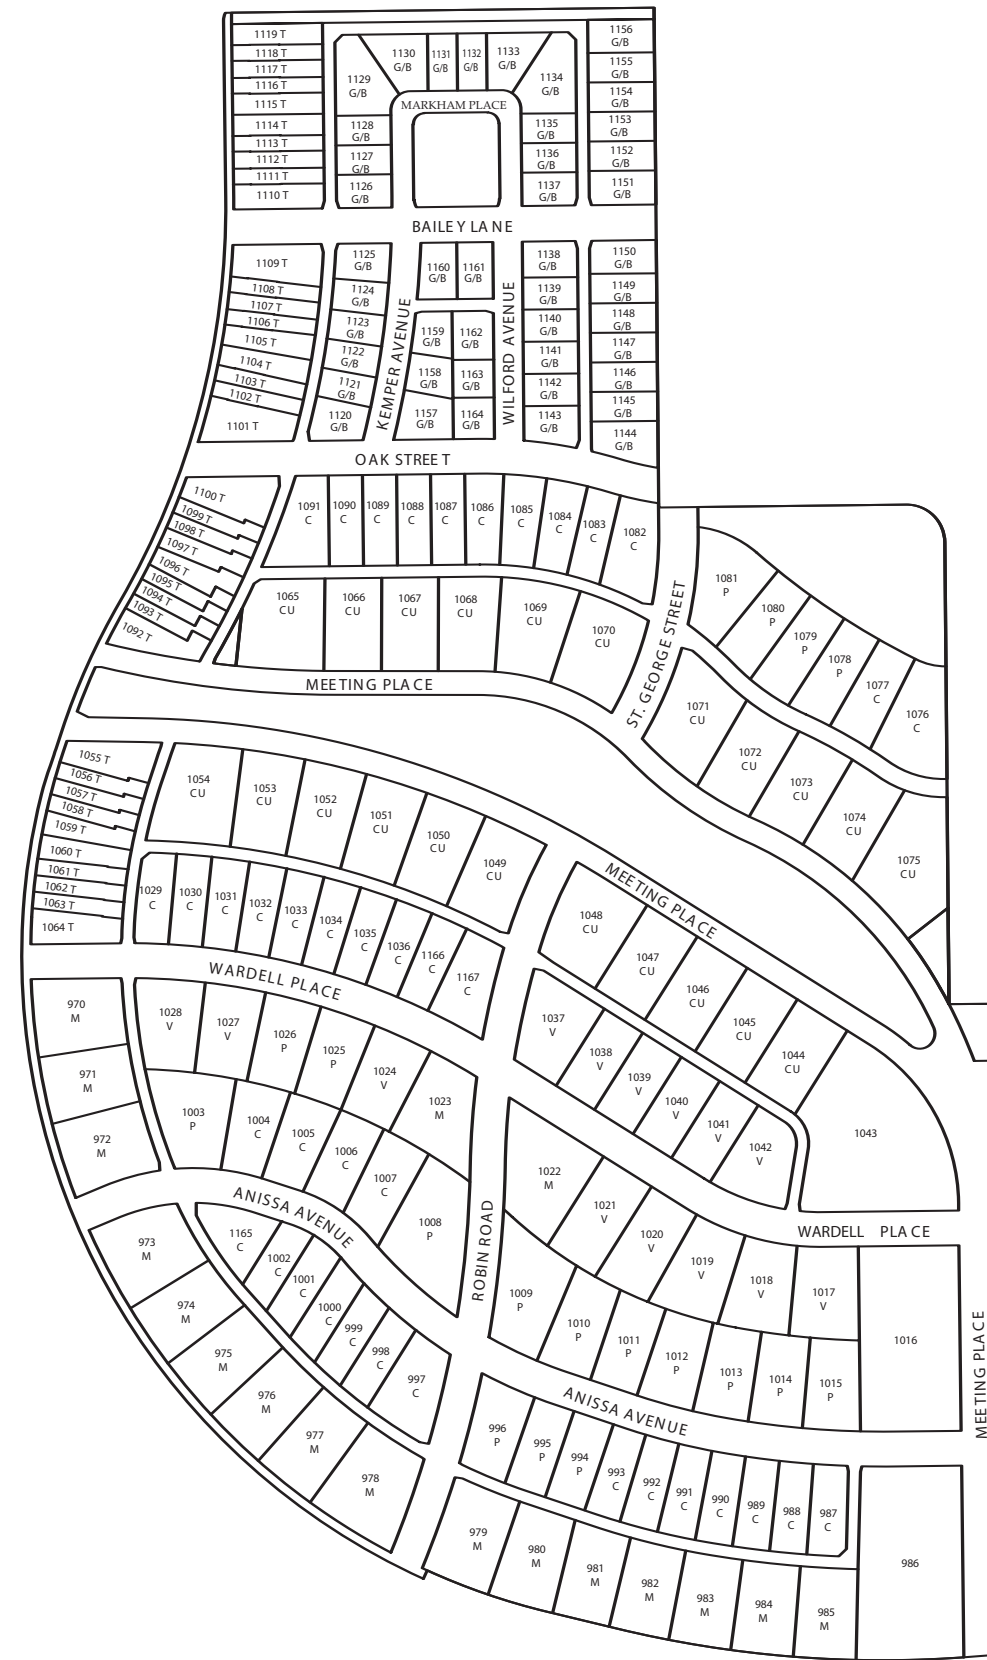 1119 T
1118 T
1117 T
1116 T
1115 T
1114 T
1113 T
1112 T
1111 T
1110 T
1129
G/B
1130
G/B
1131
G/B
1132
G/B
1133
G/B
1134
G/B
MARKHAM PLACE
1128
G/B
1127
G/B
1126
G/B
1135
G/B
1136
G/B
1137
G/B
1156
G/B
1155
G/B
1154
G/B
1153
G/B
1152
G/B
1151
G/B
BAILEY LANE
1109 T
1108 T
1107 T
1106 T
1105 T
1104 T
1103 T
1102 T
1101 T
1125
G/B
1124
G/B
1123
G/B
1122
G/B
1121
G/B
1120
G/B
KEMPER AVENUE
1160
G/B
1161
G/B
1159
G/B
1162
G/B
1158
G/B
1163
G/B
1157
G/B
1164
G/B
WILFORD AVENUE
1138
G/B
1139
G/B
1140
G/B
1141
G/B
1142
G/B
1143
G/B
1150
G/B
1149
G/B
1148
G/B
1147
G/B
1146
G/B
1145
G/B
1144
G/B
OAK STREET
1100 T
1099 T
1098 T
1097 T
1096 T
1095 T
1094 T
1093 T
1092 T
1091
C
1090
C
1089
C
1088
C
1087
C
1086
C
1085
C
1084
C
1083
C
1082
C
1065
CU
1066
CU
1067
CU
1068
CU
1069
CU
1070
CU
MEETING PLACE
ST. GEORGE STREET
1081
P
1080
P
1079
P
1078
P
1077
C
1076
C
1071
CU
1072
CU
1073
CU
1074
CU
1075
CU
1055 T
1056 T
1057 T
1058 T
1059 T
1060 T
1061 T
1062 T
1063 T
1064 T
1054
CU
1053
CU
1052
CU
1051
CU
1050
CU
1049
CU
1029
C
1030
C
1031
C
1032
C
1033
C
1034
C
1035
C
1036
C
1166
C
1167
C
MEETING PLACE
1048
CU
1047
CU
1046
CU
1045
CU
1044
CU
1043
1037
V
1038
V
1039
V
1040
V
1041
V
1042
V
WARDELL PLACE
970
M
971
M
972
M
1028
V
1027
V
1026
P
1025
P
1024
V
1023
M
1003
P
1004
C
1005
C
1006
C
1007
C
1008
P
ANISSA AVENUE
ROBIN ROAD
1022
M
1021
V
1020
V
1019
V
1018
V
1017
V
WARDELL PLACE
1016
MEETING PLACE
1009
P
1010
P
1011
P
1012
P
1013
P
1014
P
1015
P
973
M
974
M
975
M
976
M
977
M
978
M
1165
C
1002
C
1001
C
1000
C
999
C
998
C
997
C
ANISSA AVENUE
996
P
995
P
994
P
993
C
992
C
991
C
990
C
989
C
988
C
987
C
986
979
M
980
M
981
M
982
M
983
M
984
M
985
M